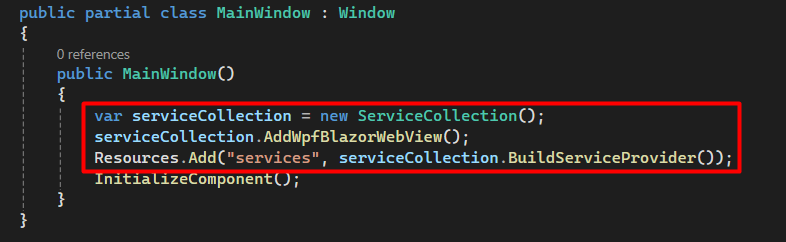 public partial class MainWindow : Window
{
0 references
public MainWindow()
{
var serviceCollection = new ServiceCollection();
serviceCollection.AddWpfBlazorWebView();
Resources.Add("services", serviceCollection.BuildServiceProvider());
InitializeComponent();
}
}